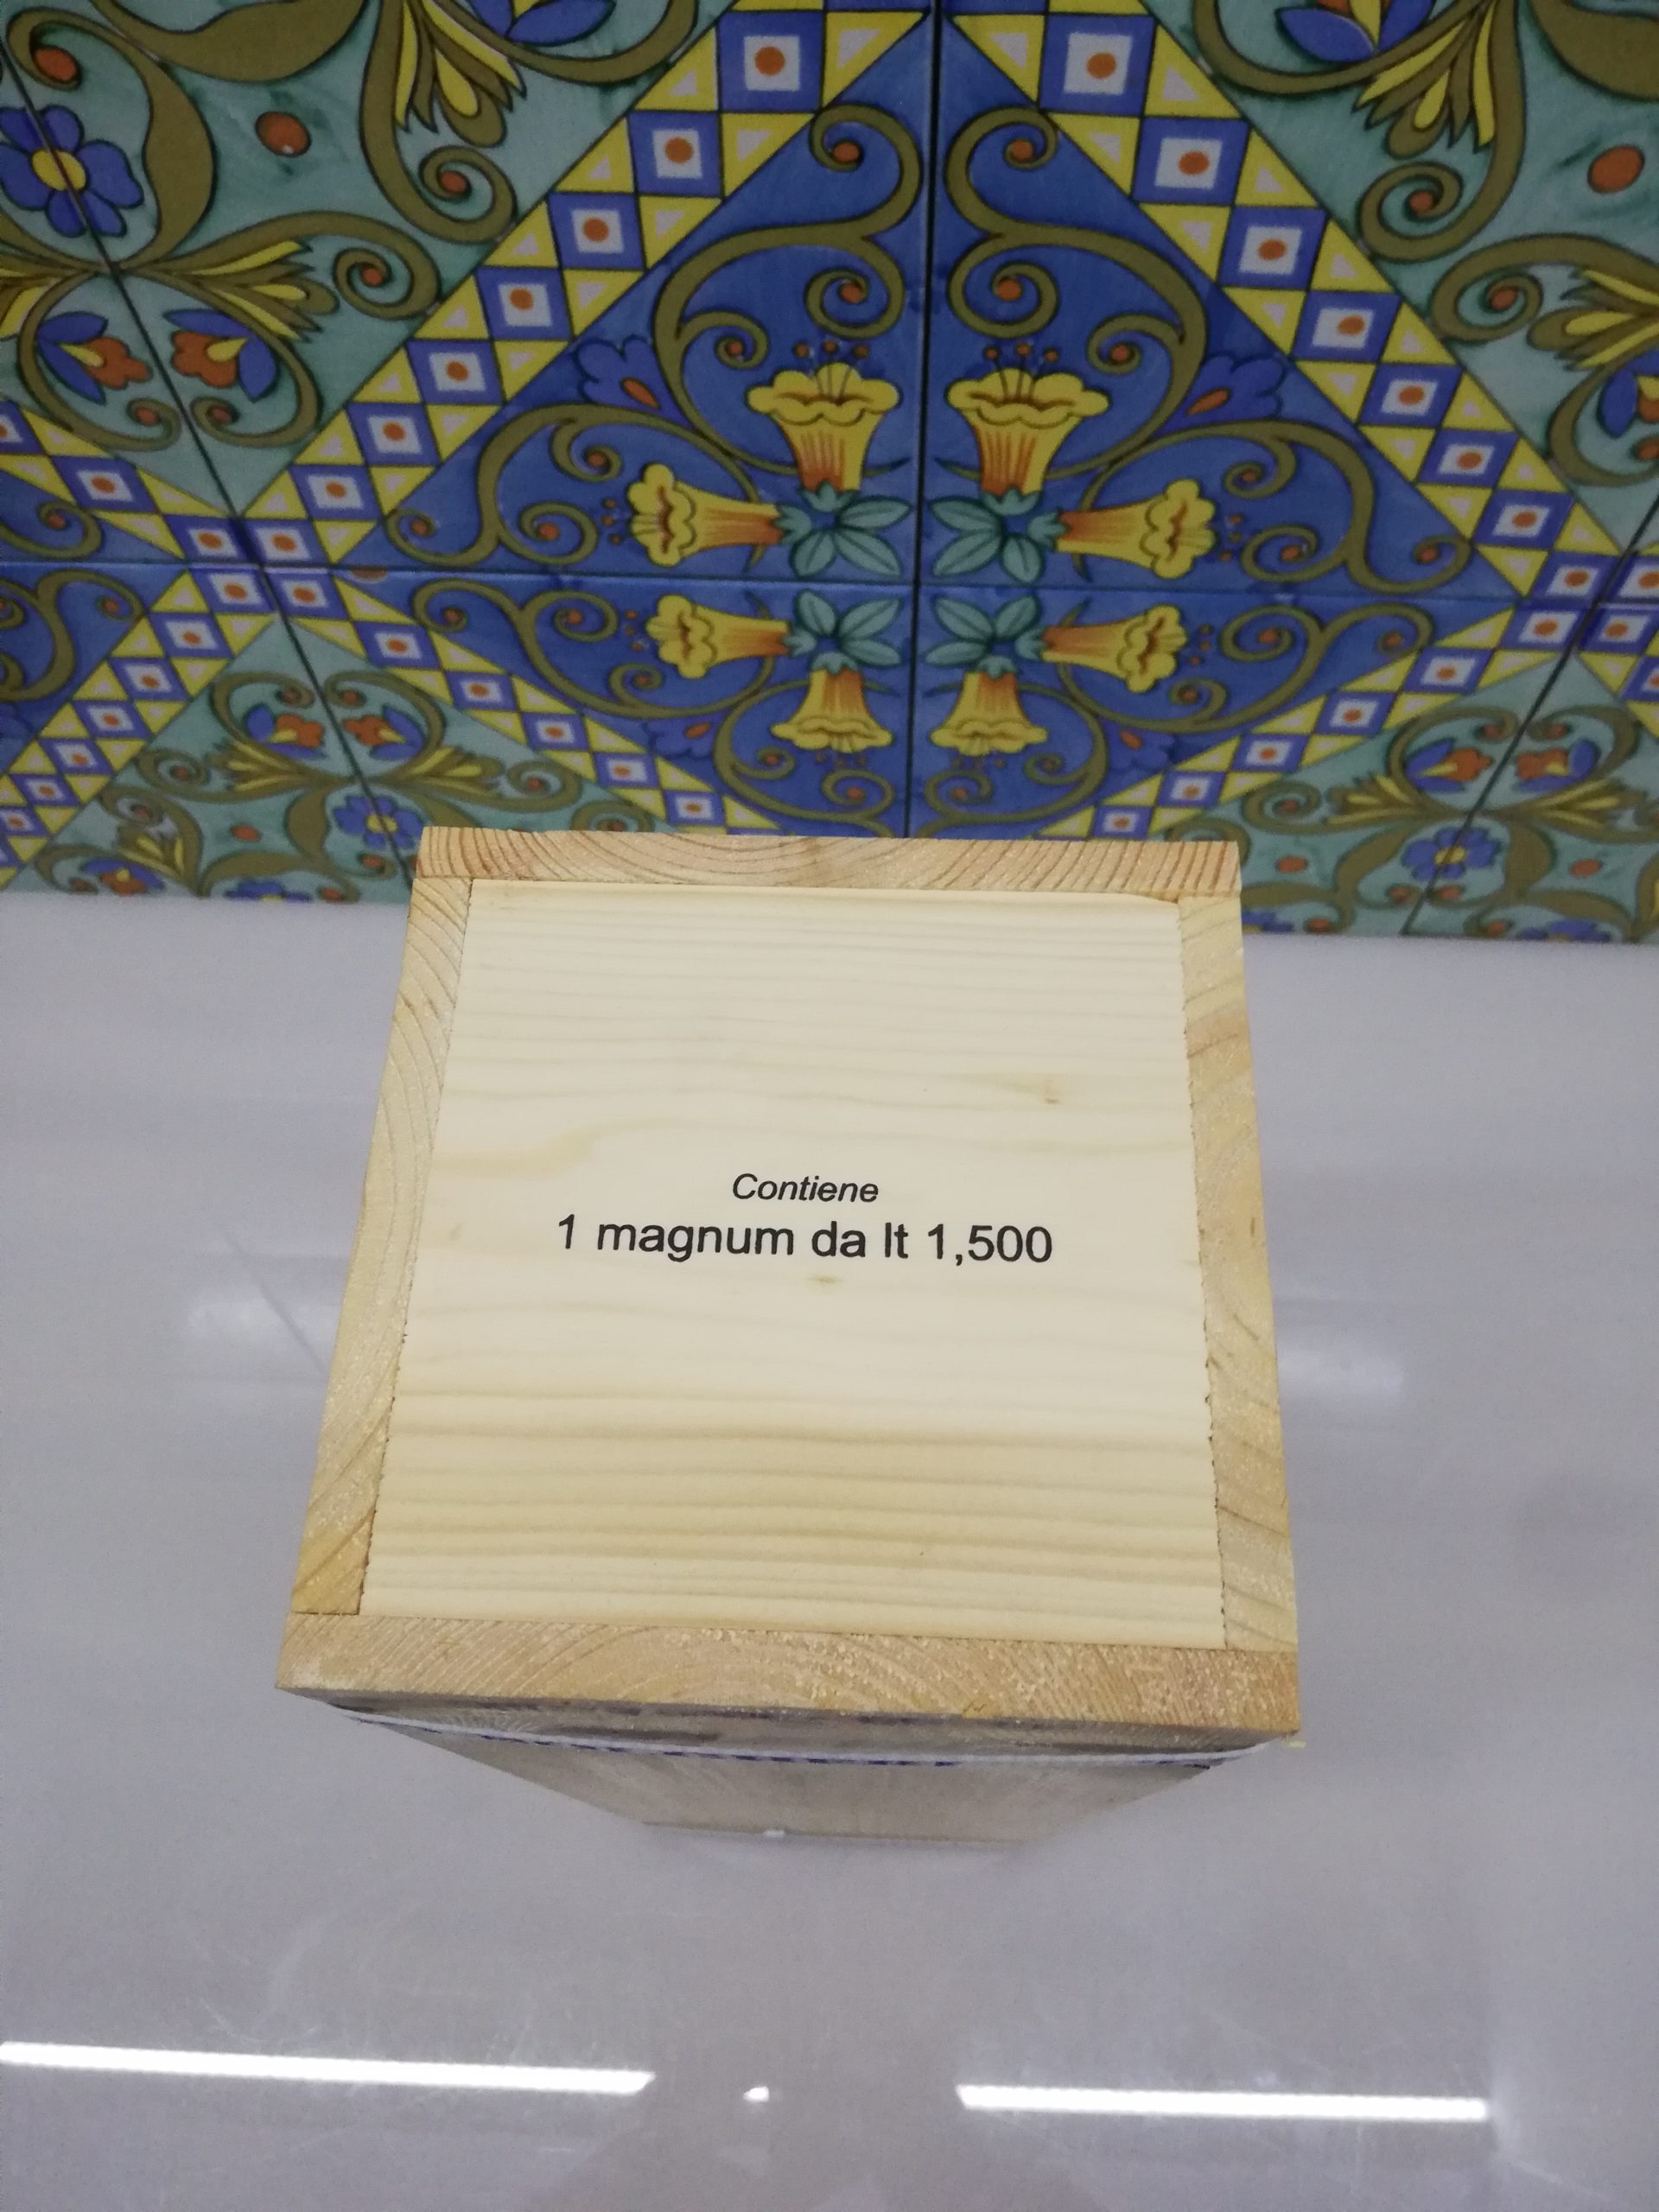 Contiene
1 magnum da lt 1,500